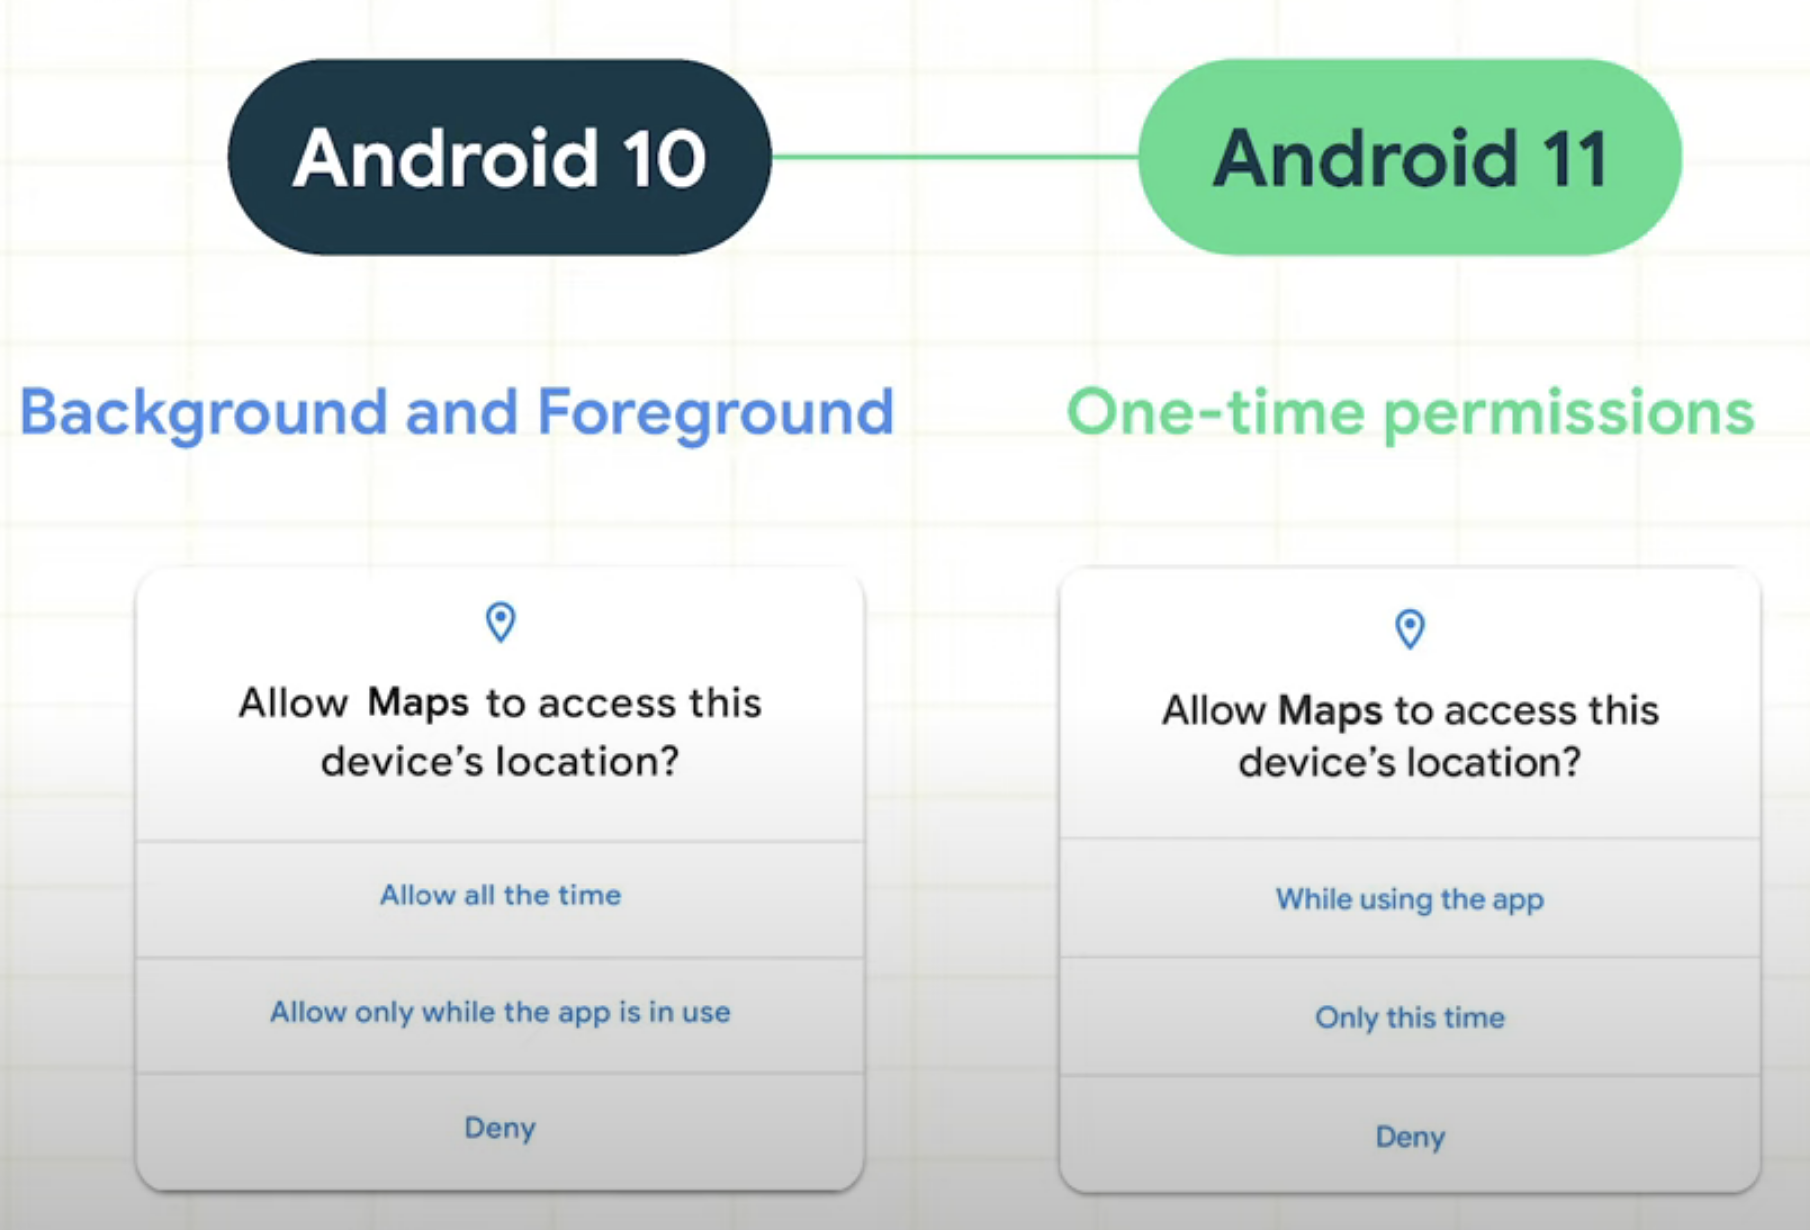 Android 10
Android 11
Background and Foreground
One-time permissions
Allow Maps to access this
device’s location?
Allow all the time
Allow only while the app is in use
Deny
Allow Maps to access this
device’s location?
While using the app
Only this time
Deny